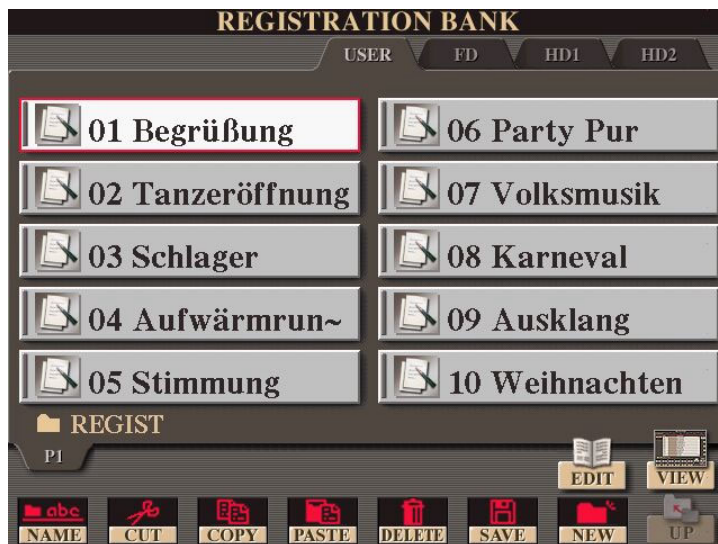 REGISTRATION BANK
USER FD HD1 HD2
01 Begrüßung
02 Tanzeröffnung
03 Schlager
04 Aufwärmrun~
05 Stimmung
06 Party Pur
07 Volksmusik
08 Karneval
09 Ausklang
10 Weihnachten
REGIST
P1
EDIT VIEW
abc
NAME CUT COPY PASTE DELETE SAVE NEW UP